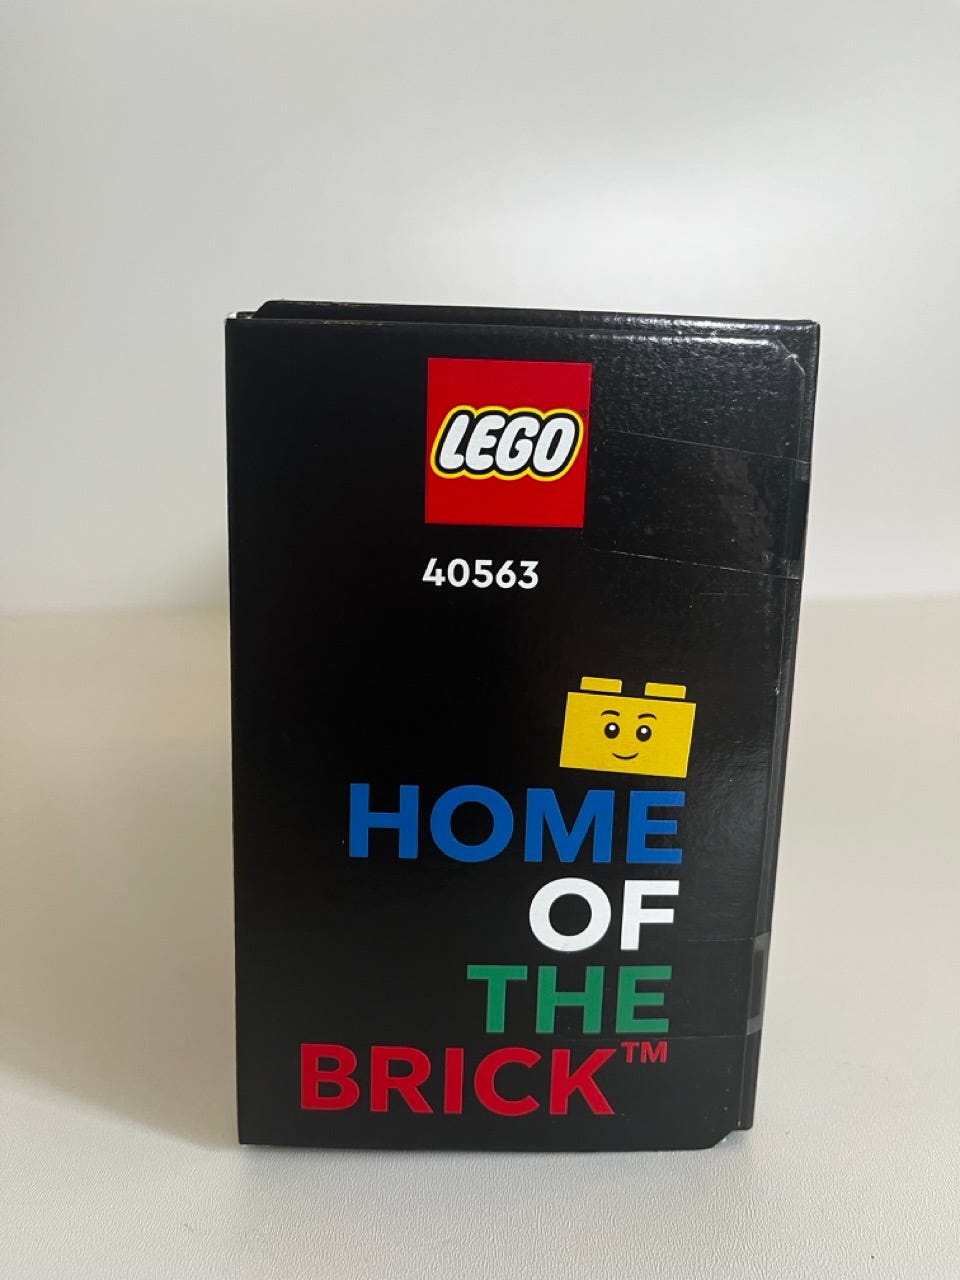 LEGO®
40563
HOME
OF
THE
BRICK™